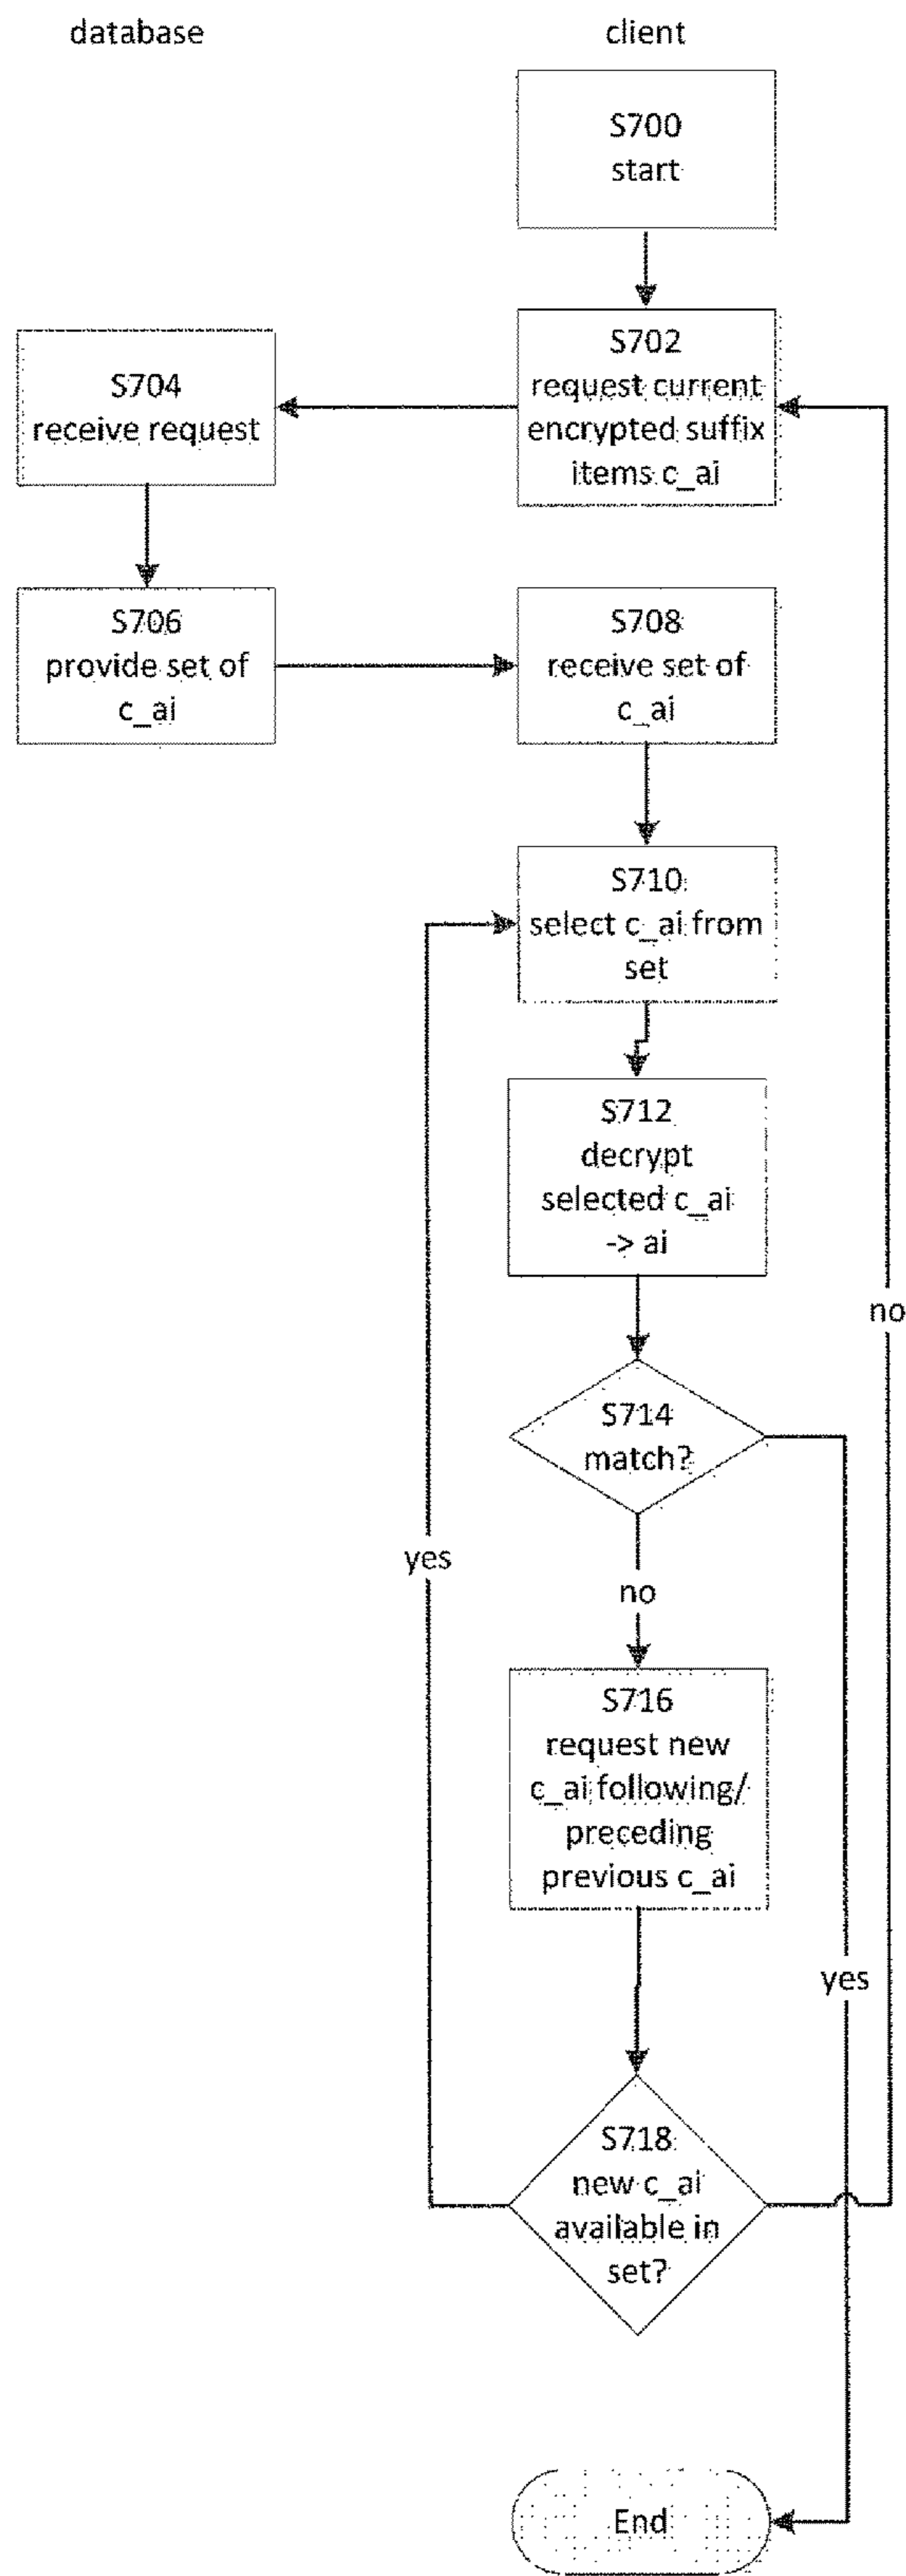 database
client
S700
start
S702
request current
encrypted suffix
items c_ai
S704
receive request
S706
provide set of
c_ai
S708
receive set of
c_ai
S710
select c_ai from
set
S712
decrypt
selected c_ai
-> ai
no
S714
match?
yes
no
S716
request new
c_ai following/
preceding
previous c_ai
yes
S718
new c_ai
available in
set?
End